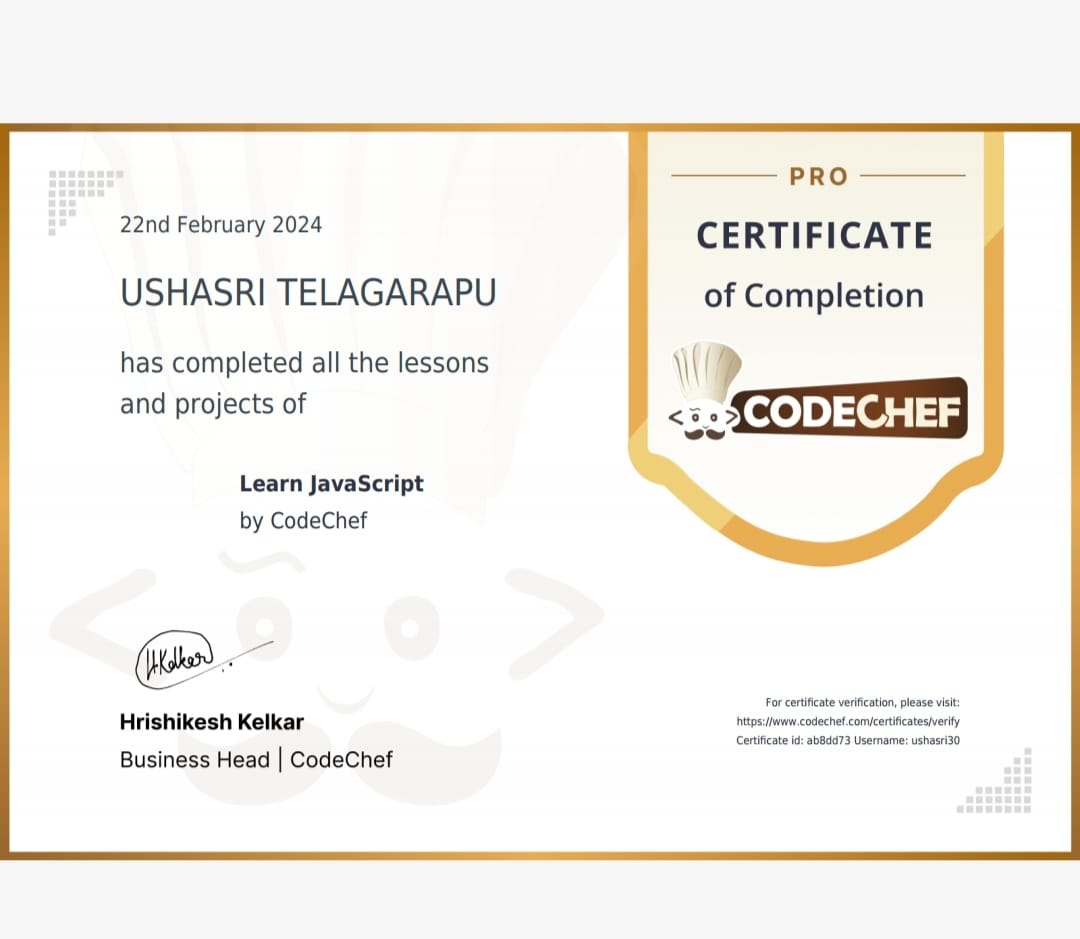 22nd February 2024
USHASRI TELAGARAPU
has completed all the lessons
and projects of
Learn JavaScript
by CodeChef
HKelkar
Hrishikesh Kelkar
Business Head | CodeChef
PRO
CERTIFICATE
of Completion
CODECHEF
For certificate verification, please visit:
https://www.codechef.com/certificates/verify
Certificate id: ab8dd73 Username: ushasri30